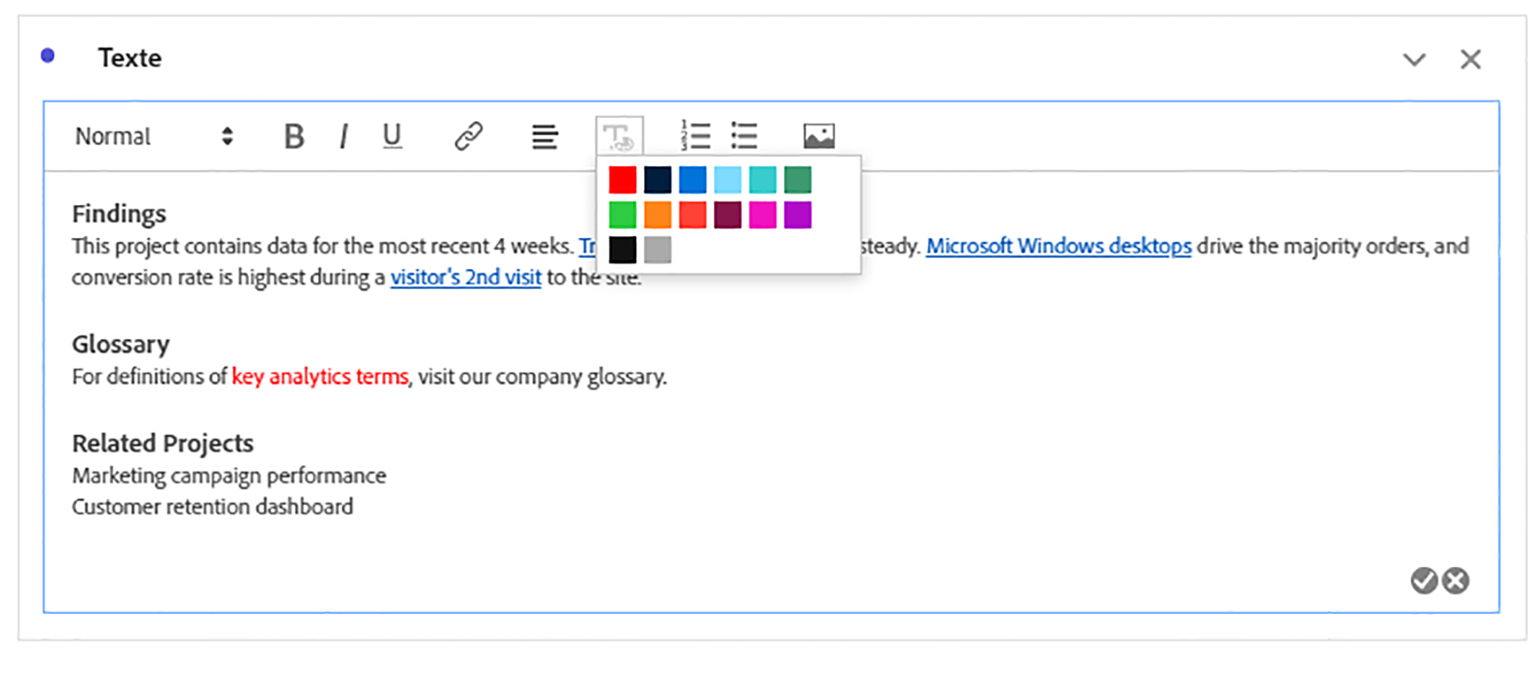 Texte
Normal B I U
Findings
This project contains data for the most recent 4 weeks. steady. Microsoft Windows desktops drive the majority orders, and
conversion rate is highest during a visitor's 2nd visit to the site.
Glossary
For definitions of key analytics terms, visit our company glossary.
Related Projects
Marketing campaign performance
Customer retention dashboard